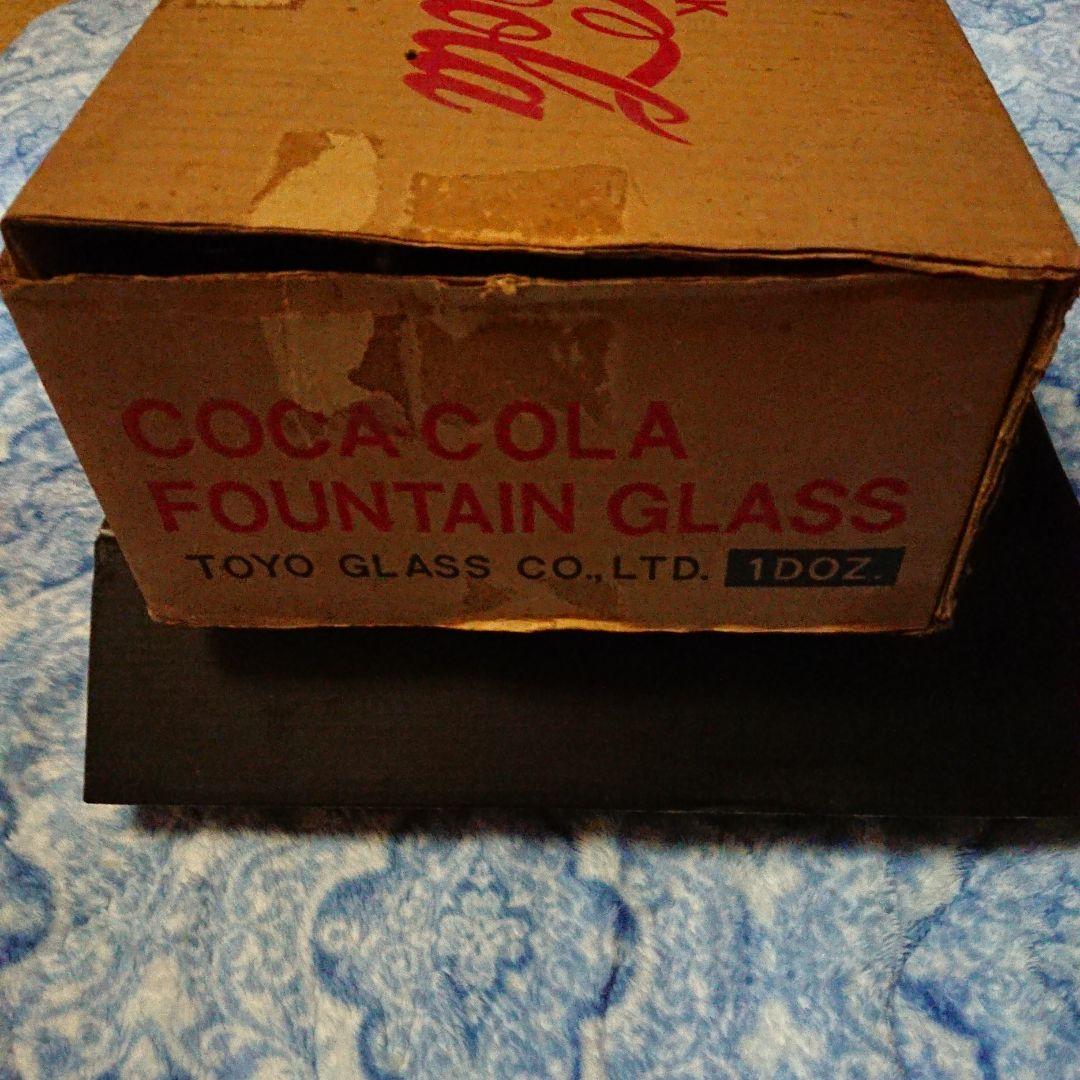 COCA-COLA
FOUNTAIN GLASS
TOYO GLASS CO., LTD. 1DOZ.